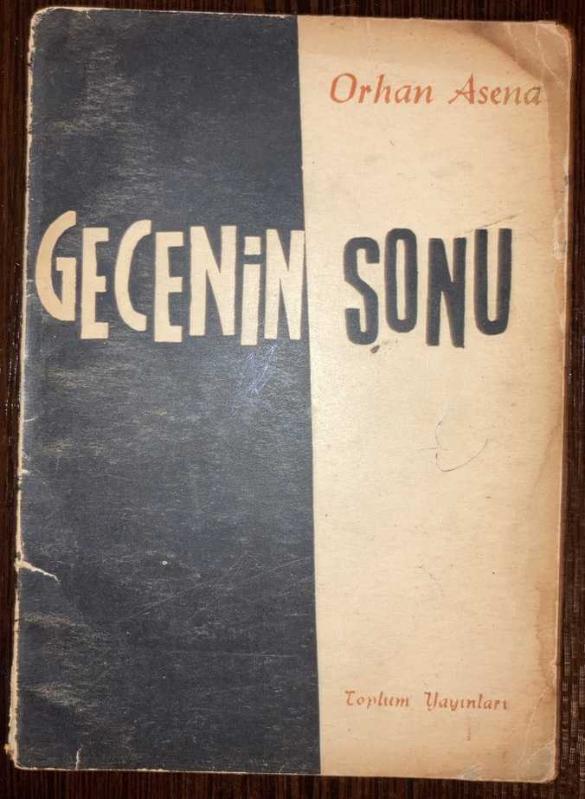 Orhan Asena
GECENİN SONU
Toplum Yayınları